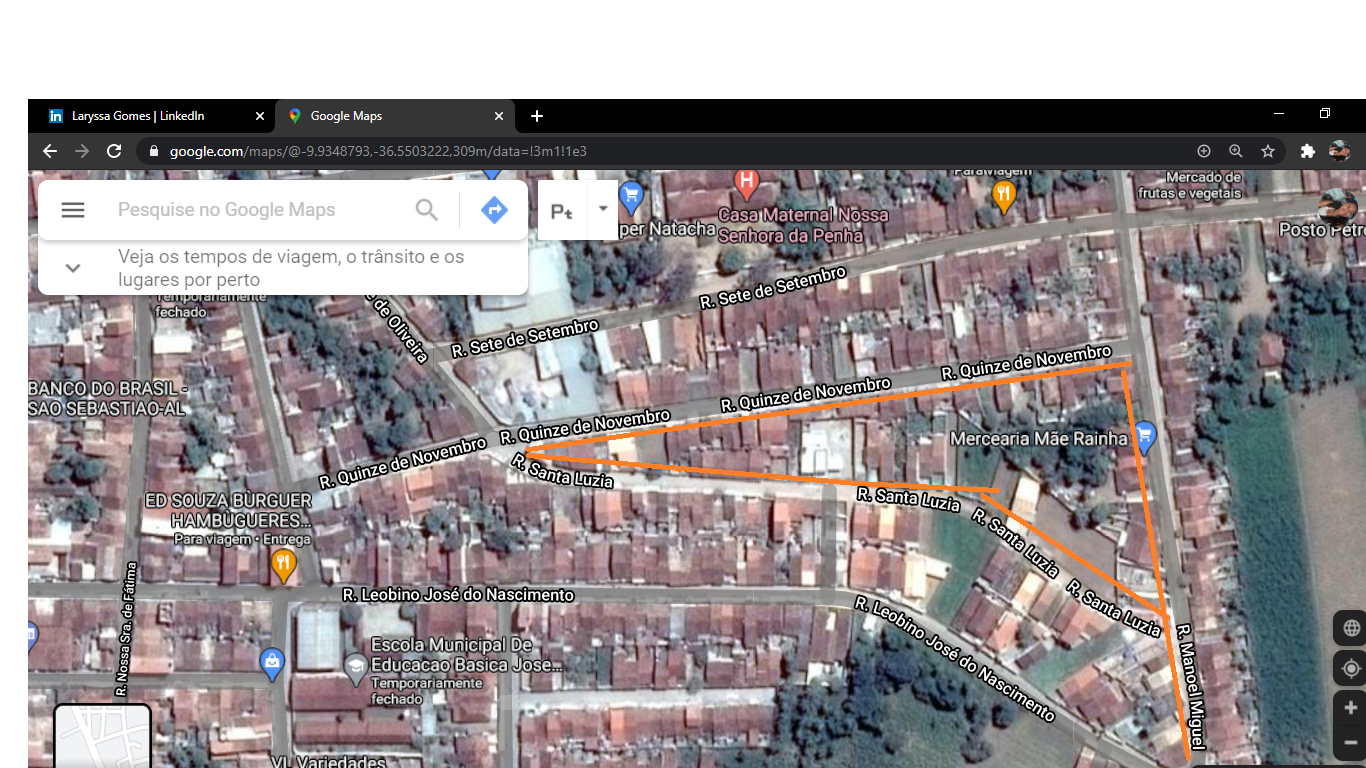 Laryssa Gomes | LinkedIn
Google Maps
google.com/maps/@-9.9348793,-36.5503222,309m/data=!3m1!1e3
Pesquise no Google Maps
Veja os tempos de viagem, o trânsito e os
lugares por perto
Temporariamente
fechado
per Natacha
Casa Maternal Nossa
Senhora da Penha
Paraviagem
Mercado de
frutas e vegetais
Posto Petro
de Oliveira
R. Sete de Setembro
R. Sete de Setembro
BANCO DO BRASIL -
SAO SEBASTIAO-AL
R. Quinze de Novembro
R. Quinze de Novembro
R. Quinze de Novembro
R. Quinze de Novembro
Mercearia Mãe Rainha
R. Santa Luzia
R. Santa Luzia
R. Santa Luzia
R. Santa Luzia
ED SOUZA BURGUER
HAMBUGUERES...
Para viagem • Entrega
R. Nossa Sra. de Fátima
R. Leobino José do Nascimento
R. Leobino José do Nascimento
R. Manoel Miguel
Escola Municipal De
Educacao Basica Jose...
Temporariamente
fechado
VL Variedades